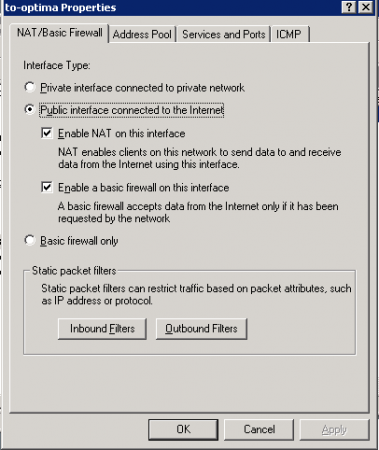 to-optima Properties
NAT/Basic Firewall
Address Pool
Services and Ports
ICMP
Interface Type:
Private interface connected to private network
Public interface connected to the Internet
Enable NAT on this interface
NAT enables clients on this network to send data to and receive
data from the Internet using this interface.
Enable a basic firewall on this interface
A basic firewall accepts data from the Internet only if it has been
requested by the network
Basic firewall only
Static packet filters
Static packet filters can restrict traffic based on packet attributes, such
as IP address or protocol.
Inbound Filters
Outbound Filters
OK
Cancel
Apply